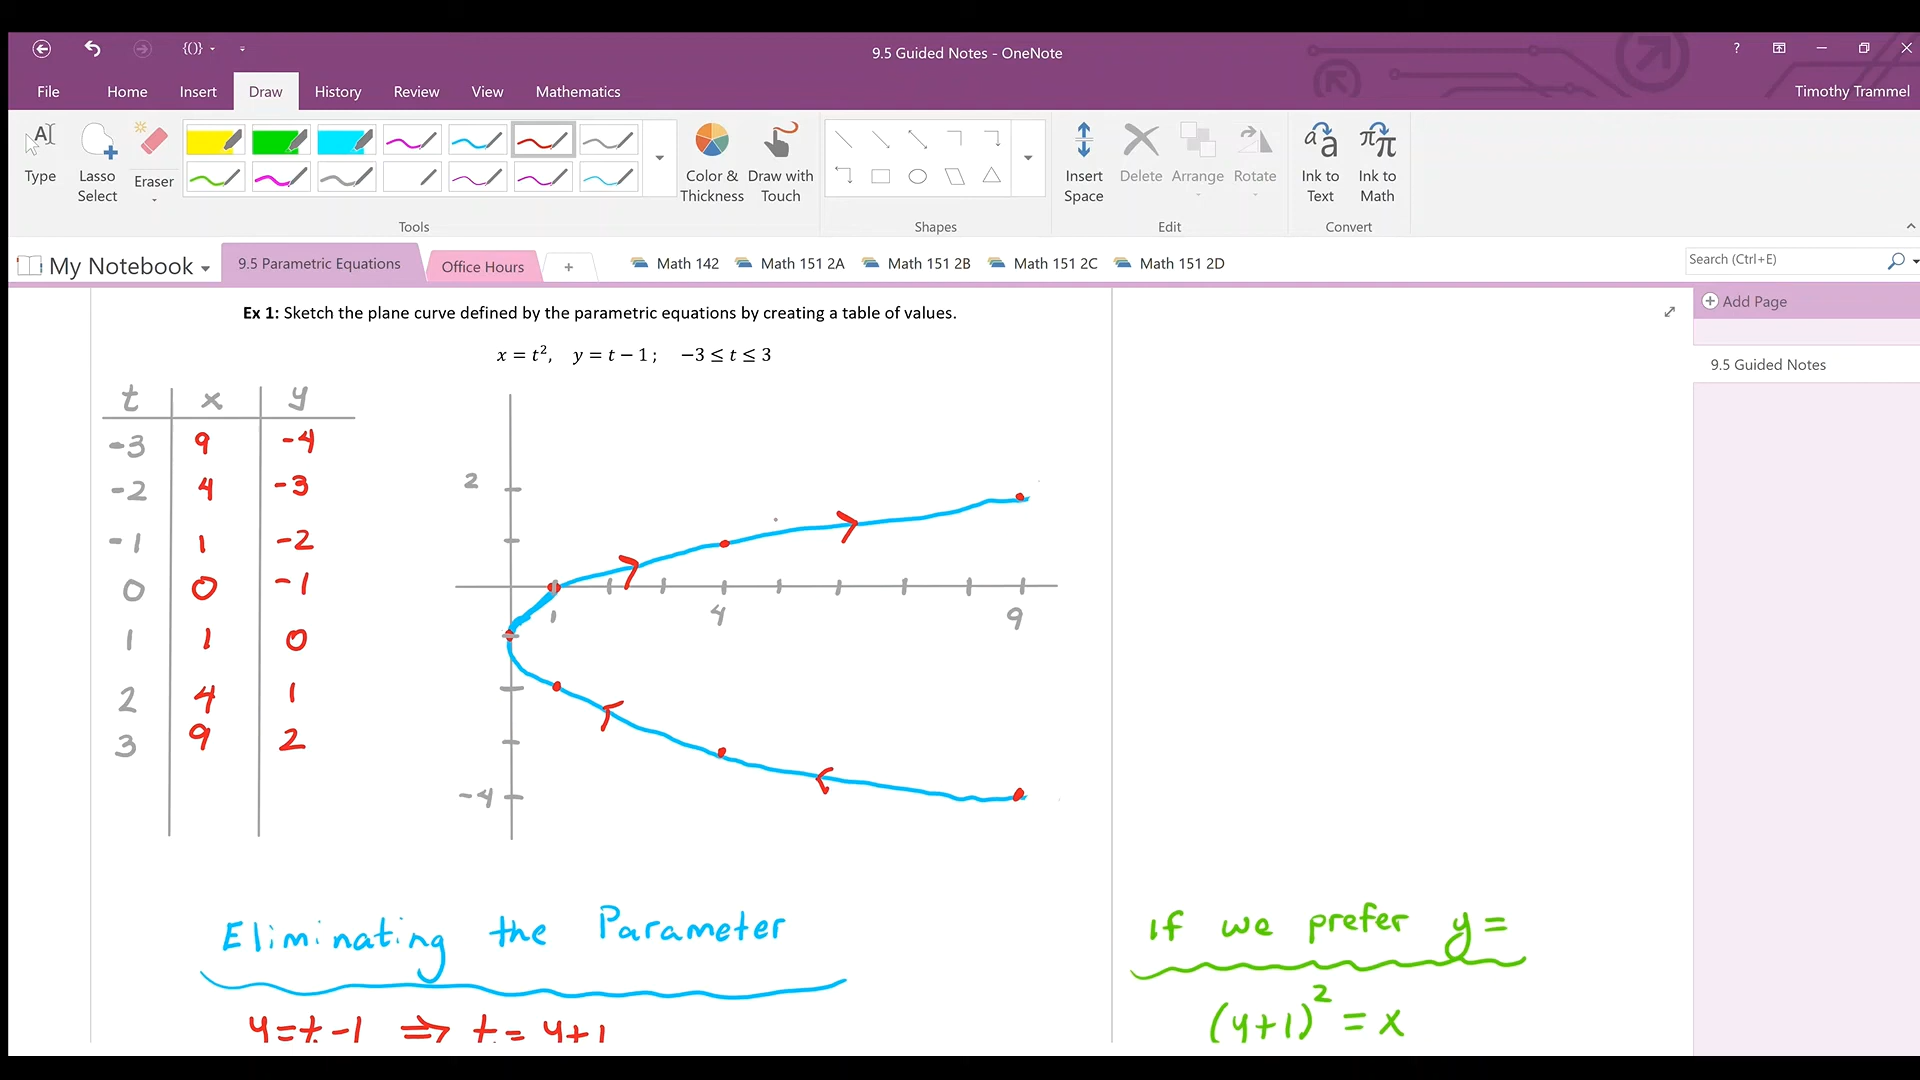 {()}
9.5 Guided Notes - OneNote
?
File Home Insert Draw History Review View Mathematics
Timothy Trammel
Type
Lasso Select
Eraser
Color & Thickness
Draw with Touch
Insert Space
Delete
Arrange
Rotate
Ink to Text
Ink to Math
Tools
Shapes
Edit
Convert
My Notebook
9.5 Parametric Equations
Office Hours
+
Math 142
Math 151 2A
Math 151 2B
Math 151 2C
Math 151 2D
Search (Ctrl+E)
Add Page
9.5 Guided Notes
Ex 1: Sketch the plane curve defined by the parametric equations by creating a table of values.
x = t², y = t − 1 ; −3 ≤ t ≤ 3
t x y
-3 9 -4
-2 4 -3
-1 1 -2
0 0 -1
1 1 0
2 4 1
3 9 2
2
1 4 9
-4
Eliminating the Parameter
y = t - 1 ⇒ t = y + 1
If we prefer y =
(y+1)² = x